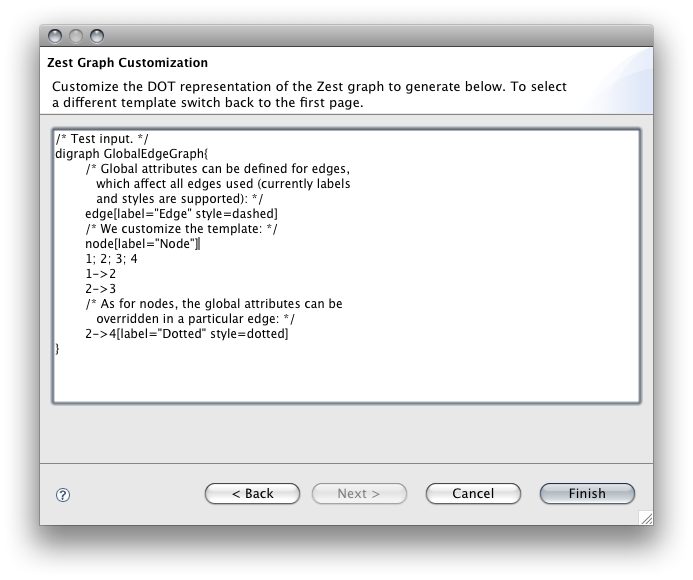 Zest Graph Customization
Customize the DOT representation of the Zest graph to generate below. To select
a different template switch back to the first page.
/* Test input. */
digraph GlobalEdgeGraph{
/* Global attributes can be defined for edges,
which affect all edges used (currently labels
and styles are supported): */
edge[label="Edge" style=dashed]
/* We customize the template: */
node[label="Node"]
1; 2; 3; 4
1->2
2->3
/* As for nodes, the global attributes can be
overridden in a particular edge: */
2->4[label="Dotted" style=dotted]
}
?
< Back
Next >
Cancel
Finish